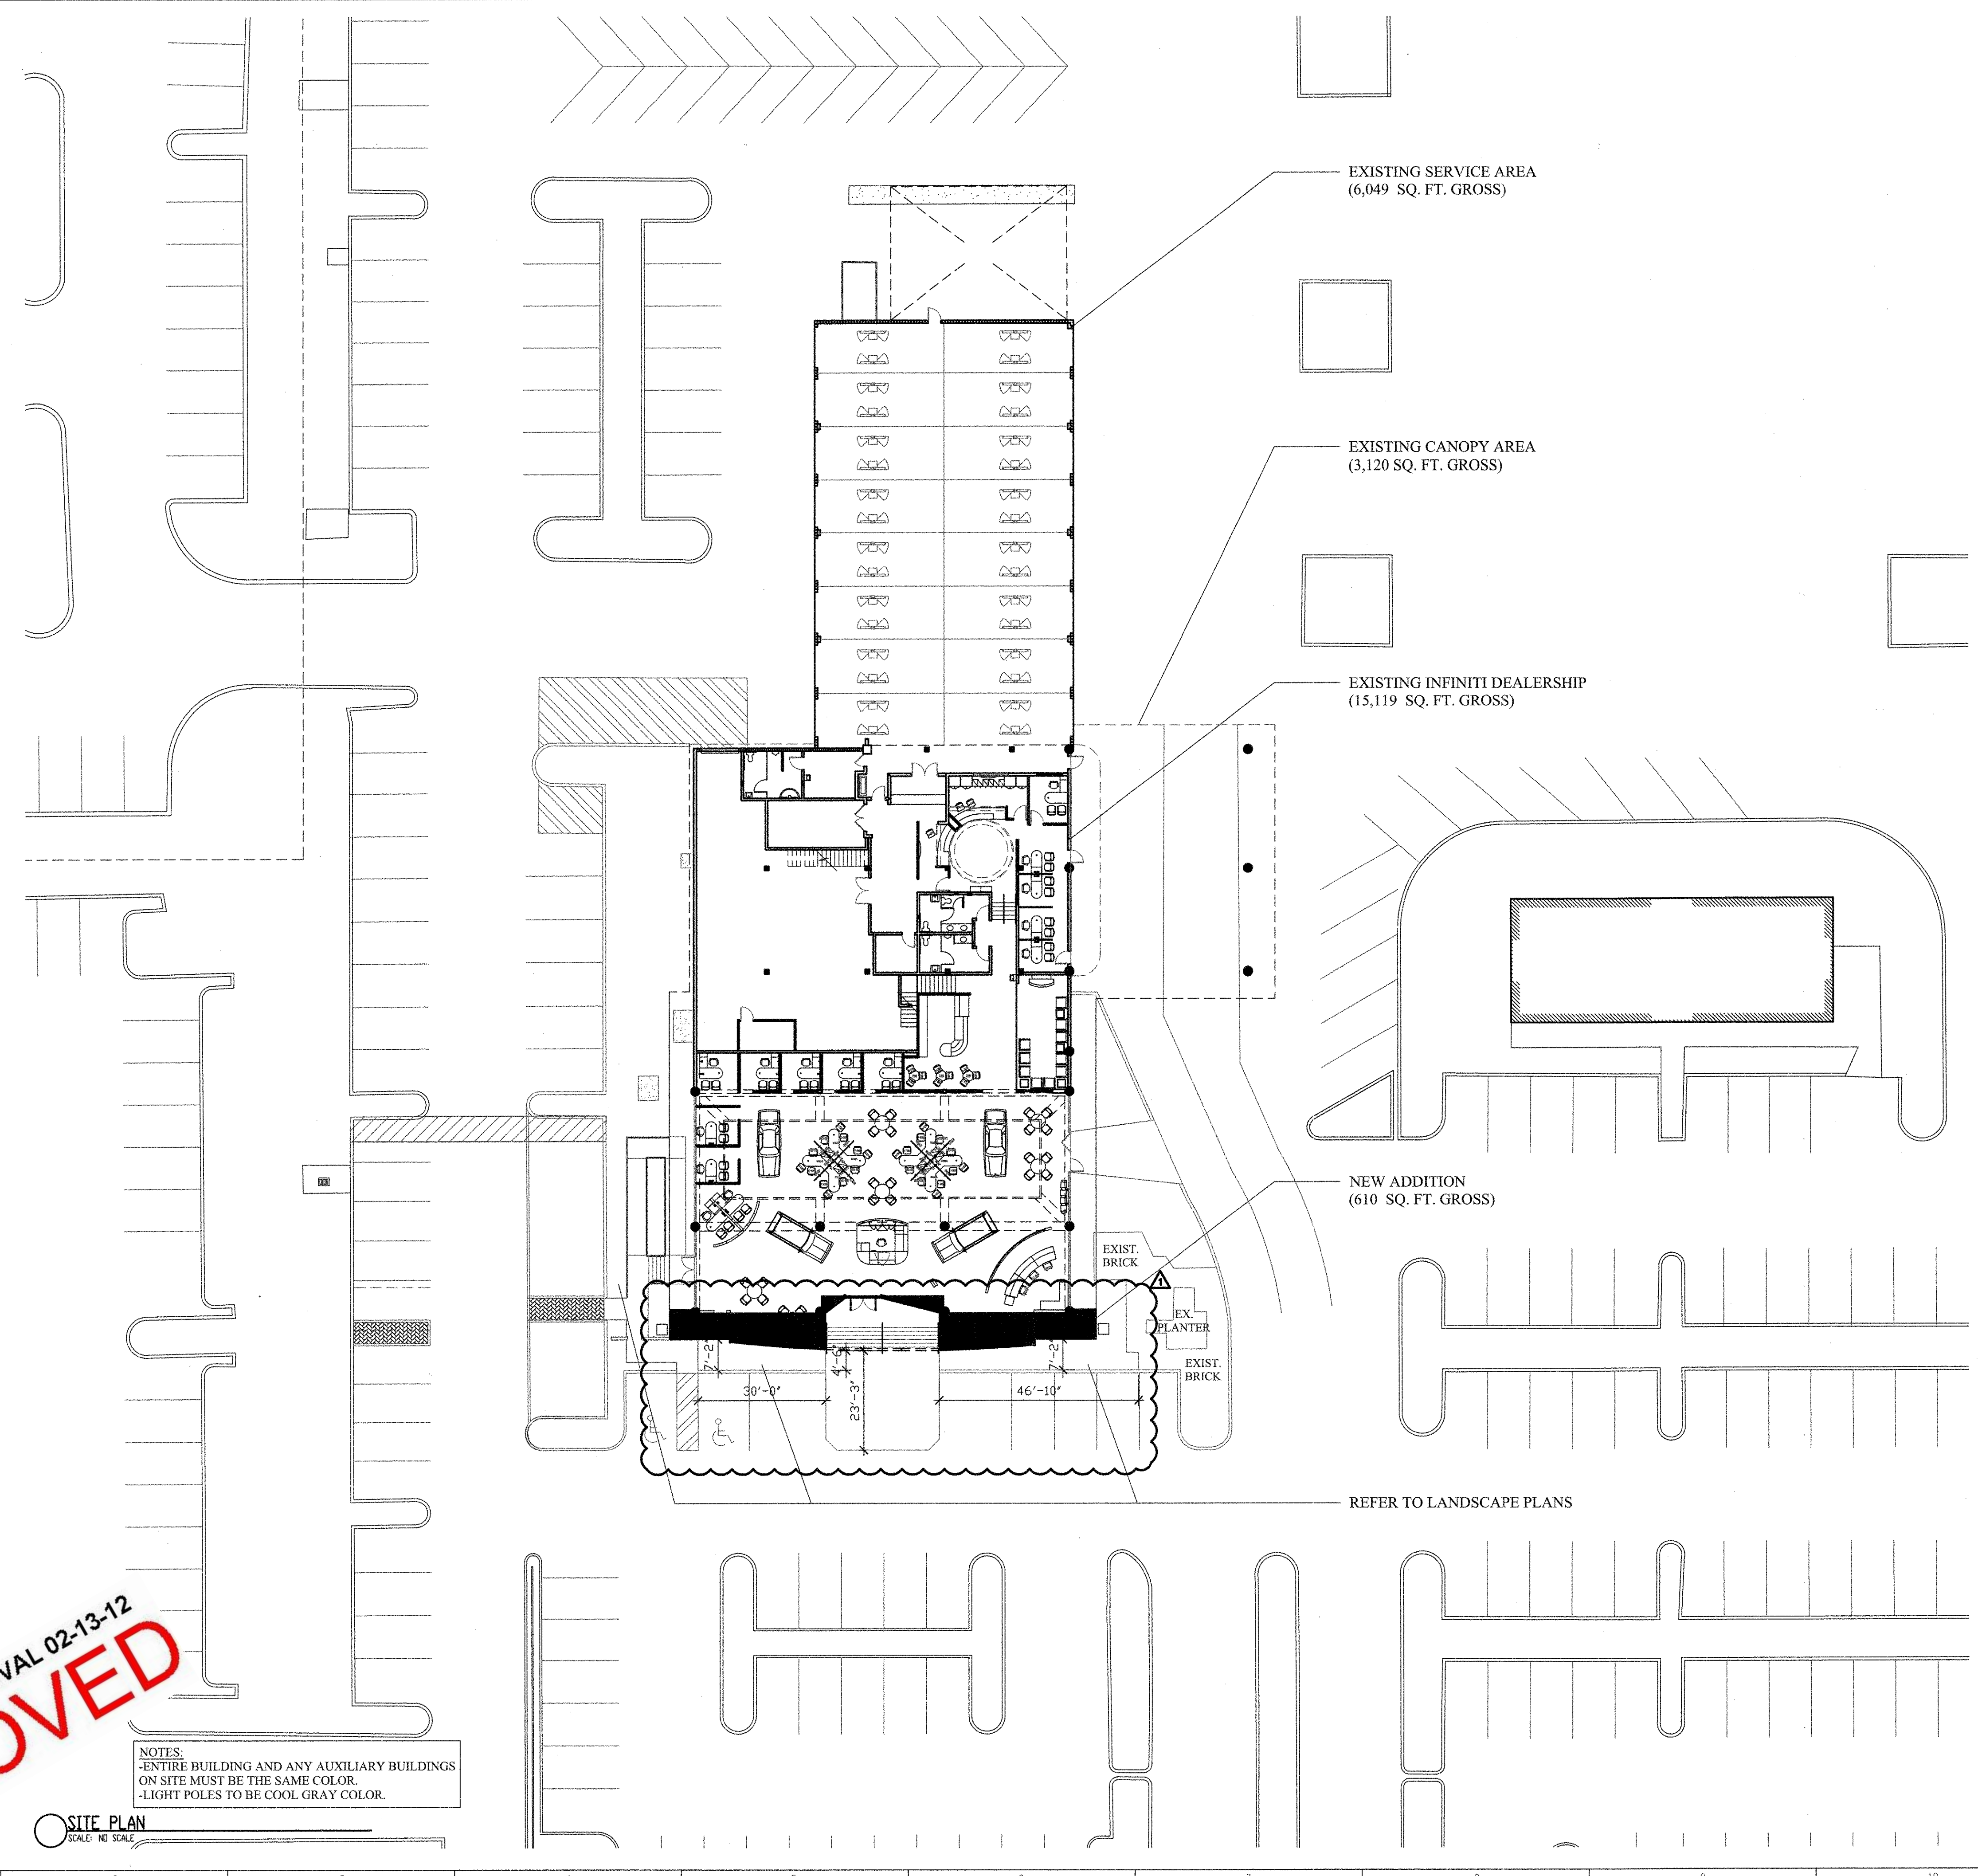 EXISTING SERVICE AREA
(6,049 SQ. FT. GROSS)
EXISTING CANOPY AREA
(3,120 SQ. FT. GROSS)
EXISTING INFINITI DEALERSHIP
(15,119 SQ. FT. GROSS)
NEW ADDITION
(610 SQ. FT. GROSS)
EXIST.
BRICK
1
EX.
PLANTER
EXIST.
BRICK
7'-2"
4'-6"
7'-2"
30'-0"
23'-3"
46'-10"
REFER TO LANDSCAPE PLANS
VAL 02-13-12
OVED
NOTES:
-ENTIRE BUILDING AND ANY AUXILIARY BUILDINGS
ON SITE MUST BE THE SAME COLOR.
-LIGHT POLES TO BE COOL GRAY COLOR.
SITE PLAN
SCALE: NO SCALE